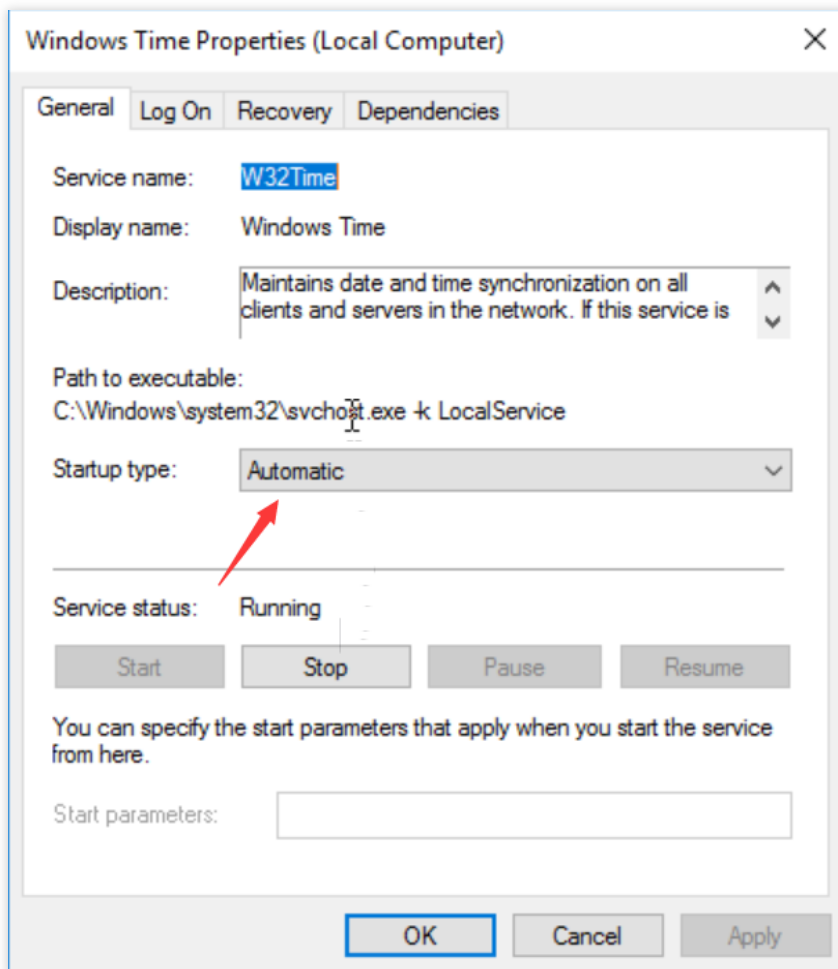 Windows Time Properties (Local Computer)
General Log On Recovery Dependencies
Service name: W32Time
Display name: Windows Time
Description: Maintains date and time synchronization on all
clients and servers in the network. If this service is
Path to executable:
C:\Windows\system32\svchost.exe -k LocalService
Startup type: Automatic
Service status: Running
Start Stop Pause Resume
You can specify the start parameters that apply when you start the service
from here.
Start parameters:
OK Cancel Apply